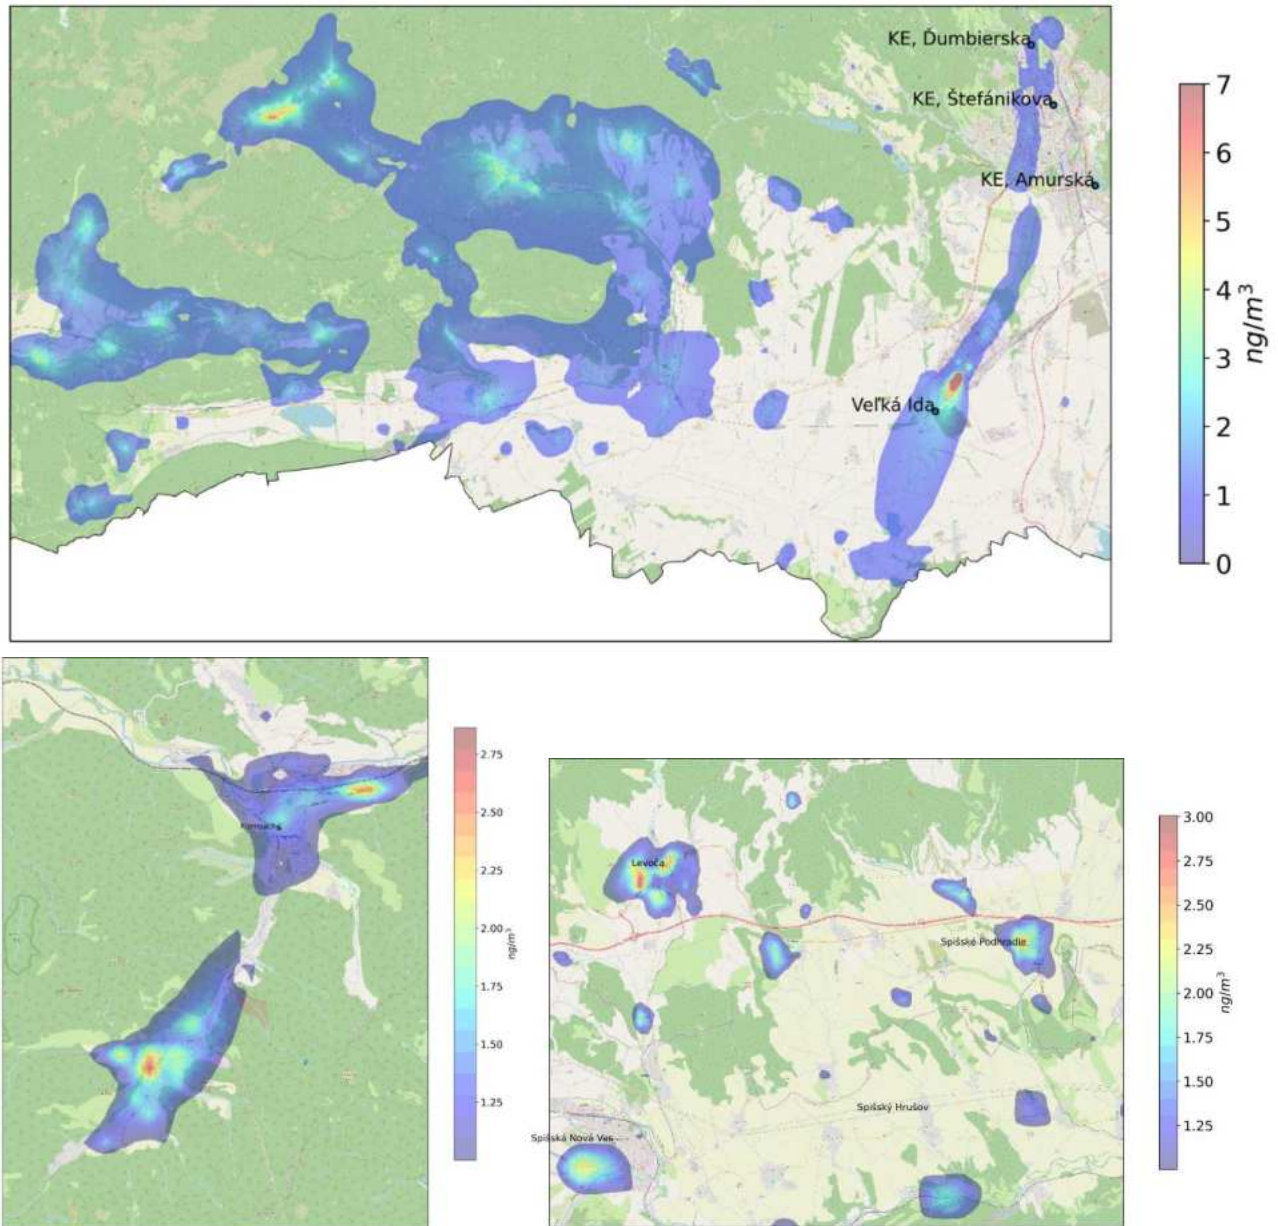 KE, Ďumbierska
KE, Štefánikova
KE, Amurská
Veľká Ida
7
6
5
4
3
2
1
0
ng/m³
Krompachy
2.75
2.50
2.25
2.00
1.75
1.50
1.25
ng/m³
Levoča
Spišské Podhradie
Spišský Hrušov
Spišská Nová Ves
3.00
2.75
2.50
2.25
2.00
1.75
1.50
1.25
ng/m³